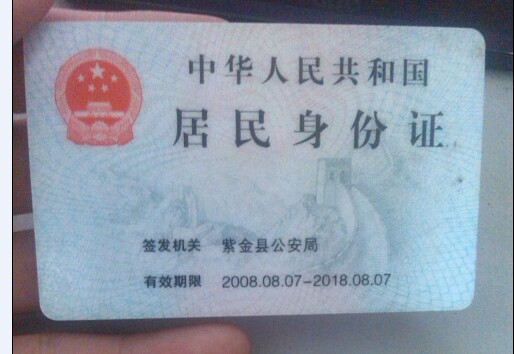 中华人民共和国
居民身份证
签发机关 紫金县公安局
有效期限 2008.08.07-2018.08.07